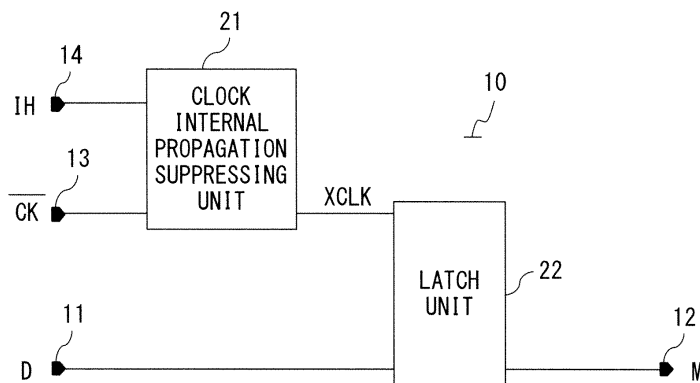 21
14
IH
CLOCK
INTERNAL
PROPAGATION
SUPPRESSING
UNIT
10
13
CK
XCLK
LATCH
UNIT
22
11
12
D
M